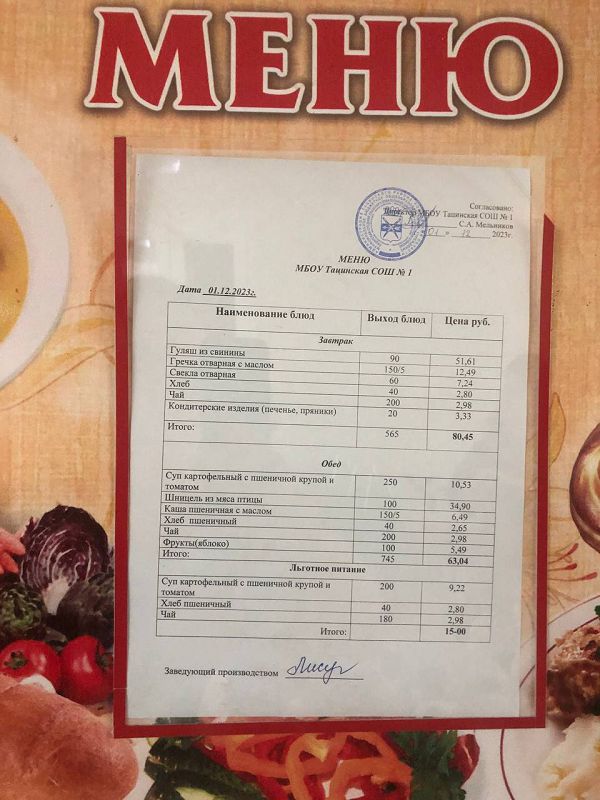 МЕНЮ
Согласовано:
Директор МБОУ Тацинская СОШ № 1
С.А. Мельников
« 01 » 12 2023г.
МЕНЮ
МБОУ Тацинская СОШ № 1
Дата 01.12.2023г.
Наименование блюд Выход блюд Цена руб.
Завтрак
Гуляш из свинины 90 51,61
Гречка отварная с маслом 150/5 12,49
Свекла отварная 60 7,24
Хлеб 40 2,80
Чай 200 2,98
Кондитерские изделия (печенье, пряники) 20 3,33
Итого: 565 80,45
Обед
Суп картофельный с пшеничной крупой и 250 10,53
томатом
Шницель из мяса птицы 100 34,90
Каша пшеничная с маслом 150/5 6,49
Хлеб пшеничный 40 2,65
Чай 200 2,98
Фрукты(яблоко) 100 5,49
Итого: 745 63,04
Льготное питание
Суп картофельный с пшеничной крупой и 200 9,22
томатом
Хлеб пшеничный 40 2,80
Чай 180 2,98
Итого: 15-00
Заведующий производством